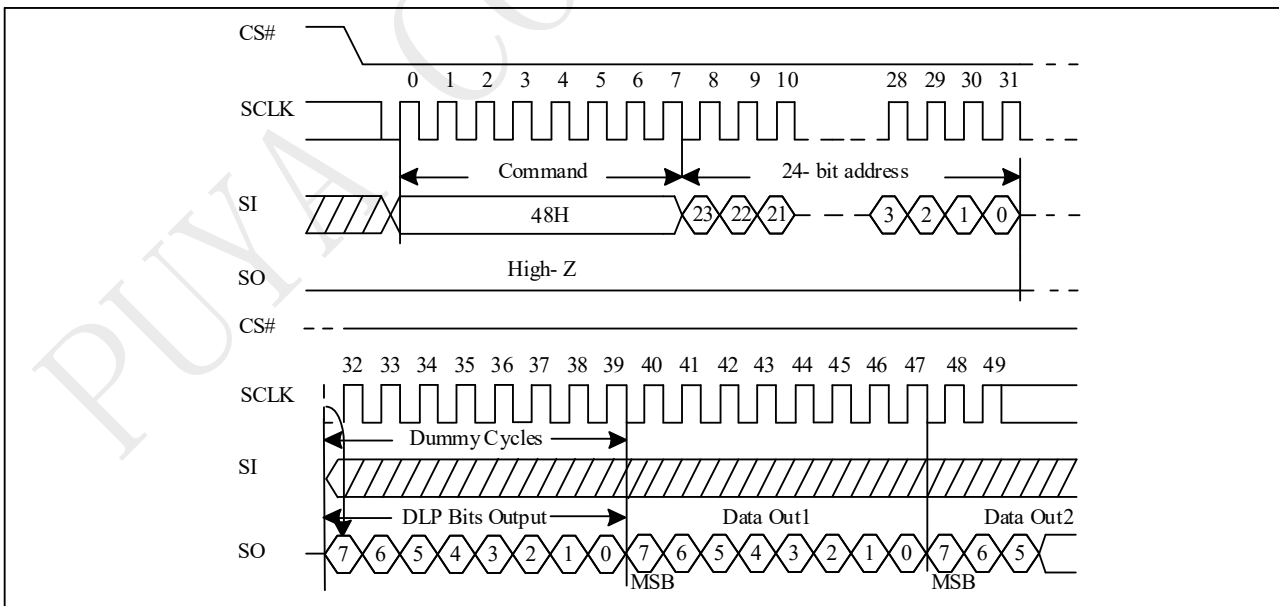 CS#
0 1 2 3 4 5 6 7 8 9 10 28 29 30 31
SCLK
Command 24- bit address
SI 48H 23 22 21 3 2 1 0
High- Z
SO
CS#
32 33 34 35 36 37 38 39 40 41 42 43 44 45 46 47 48 49
SCLK
Dummy Cycles
SI
DLP Bits Output Data Out1 Data Out2
SO 7 6 5 4 3 2 1 0 7 6 5 4 3 2 1 0 7 6 5
MSB MSB
PUYA CO